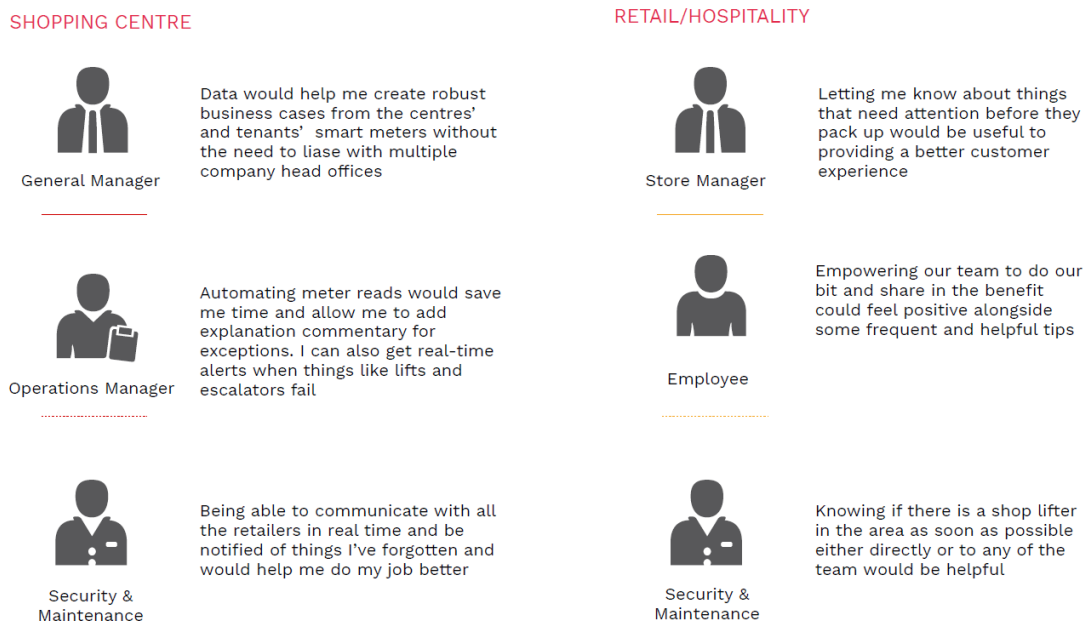 SHOPPING CENTRE
General Manager
Data would help me create robust
business cases from the centres’
and tenants’  smart meters without
the need to liase with multiple
company head offices
Operations Manager
Automating meter reads would save
me time and allow me to add
explanation commentary for
exceptions. I can also get real-time
alerts when things like lifts and
escalators fail
Security &
Maintenance
Being able to communicate with all
the retailers in real time and be
notified of things I’ve forgotten and
would help me do my job better
RETAIL/HOSPITALITY
Store Manager
Letting me know about things
that need attention before they
pack up would be useful to
providing a better customer
experience
Employee
Empowering our team to do our
bit and share in the benefit
could feel positive alongside
some frequent and helpful tips
Security &
Maintenance
Knowing if there is a shop lifter
in the area as soon as possible
either directly or to any of the
team would be helpful